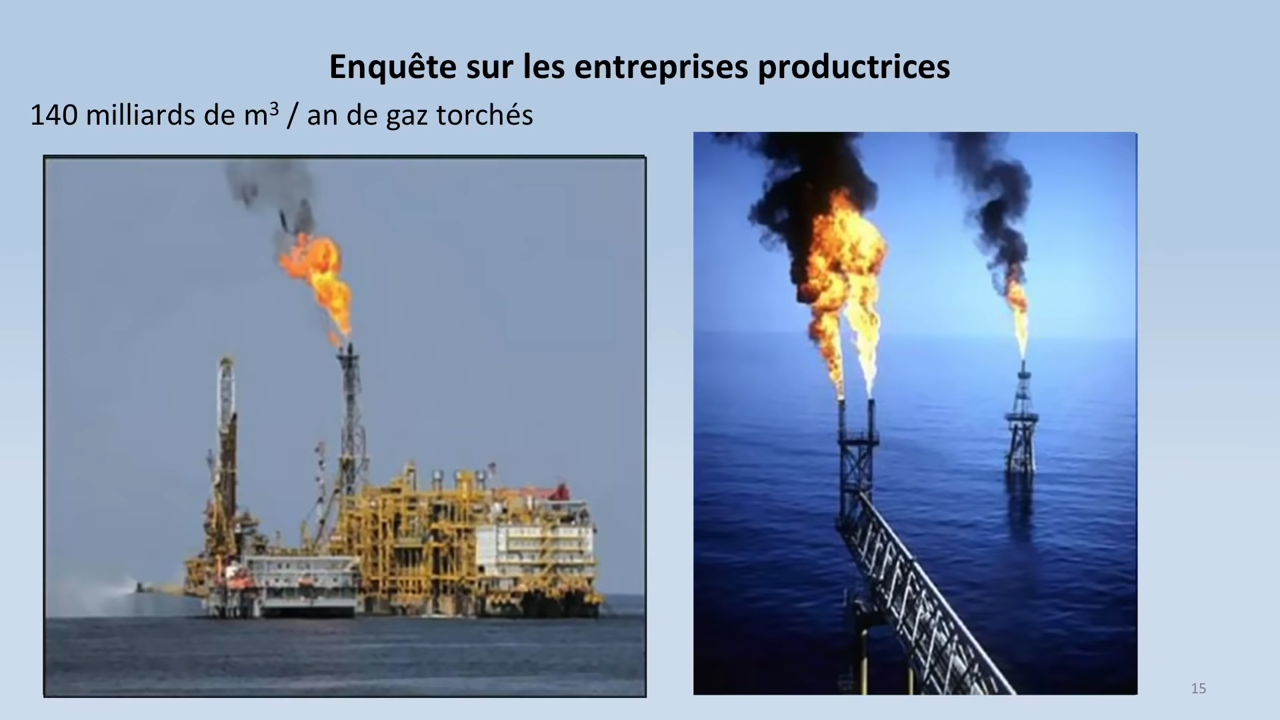 Enquête sur les entreprises productrices
140 milliards de m³ / an de gaz torchés
15